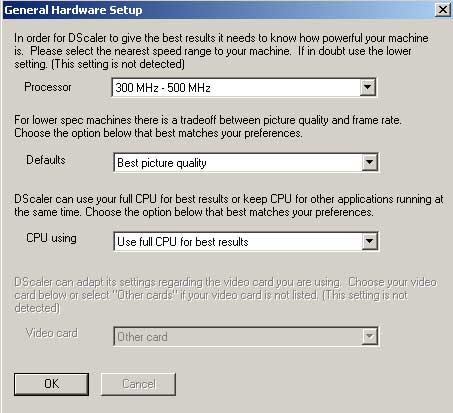 General Hardware Setup
In order for DScaler to give the best results it needs to know how powerful your machine
is.  Please select the nearest speed range to your machine.  If in doubt use the lower
setting. (This setting is not detected)
Processor
300 MHz - 500 MHz
For lower spec machines there is a tradeoff between picture quality and frame rate.
Choose the option below that best matches your preferences.
Defaults
Best picture quality
DScaler can use your full CPU for best results or keep CPU for other applications running at
the same time. Choose the option below that best matches your preferences.
CPU using
Use full CPU for best results
DScaler can adapt its settings regarding the video card you are using.  Choose your video
card below or select "Other cards" if your video card is not listed. (This setting is not
detected)
Video card
Other card
OK
Cancel